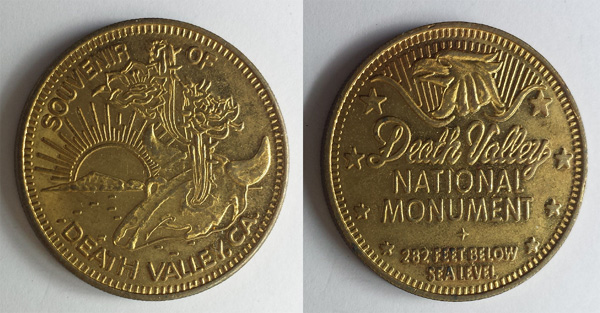 SOUVENIR OF
DEATH VALLEY, CA.
Death Valley
NATIONAL
MONUMENT
282 FEET BELOW
SEA LEVEL